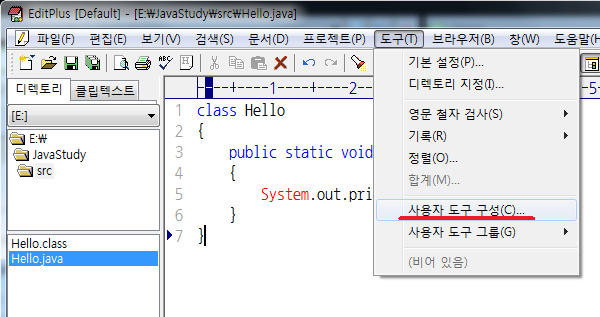 EditPlus [Default] - [E:₩JavaStudy₩src₩Hello.java]
파일(F) 편집(E) 보기(V) 검색(S) 문서(D) 프로젝트(P) 도구(T) 브라우저(B) 창(W) 도움말(H
디렉토리 클립텍스트
[E:]
E:₩
JavaStudy
src
Hello.class
Hello.java
----+----1----+----2
5-
1 class Hello
2 {
3 public static void
4 {
5 System.out.pri
6 }
7 }
기본 설정(P)...
디렉토리 지정(I)...
영문 철자 검사(S)
기록(R)
정렬(O)...
합계(M)...
사용자 도구 구성(C)...
사용자 도구 그룹(G)
(비어 있음)